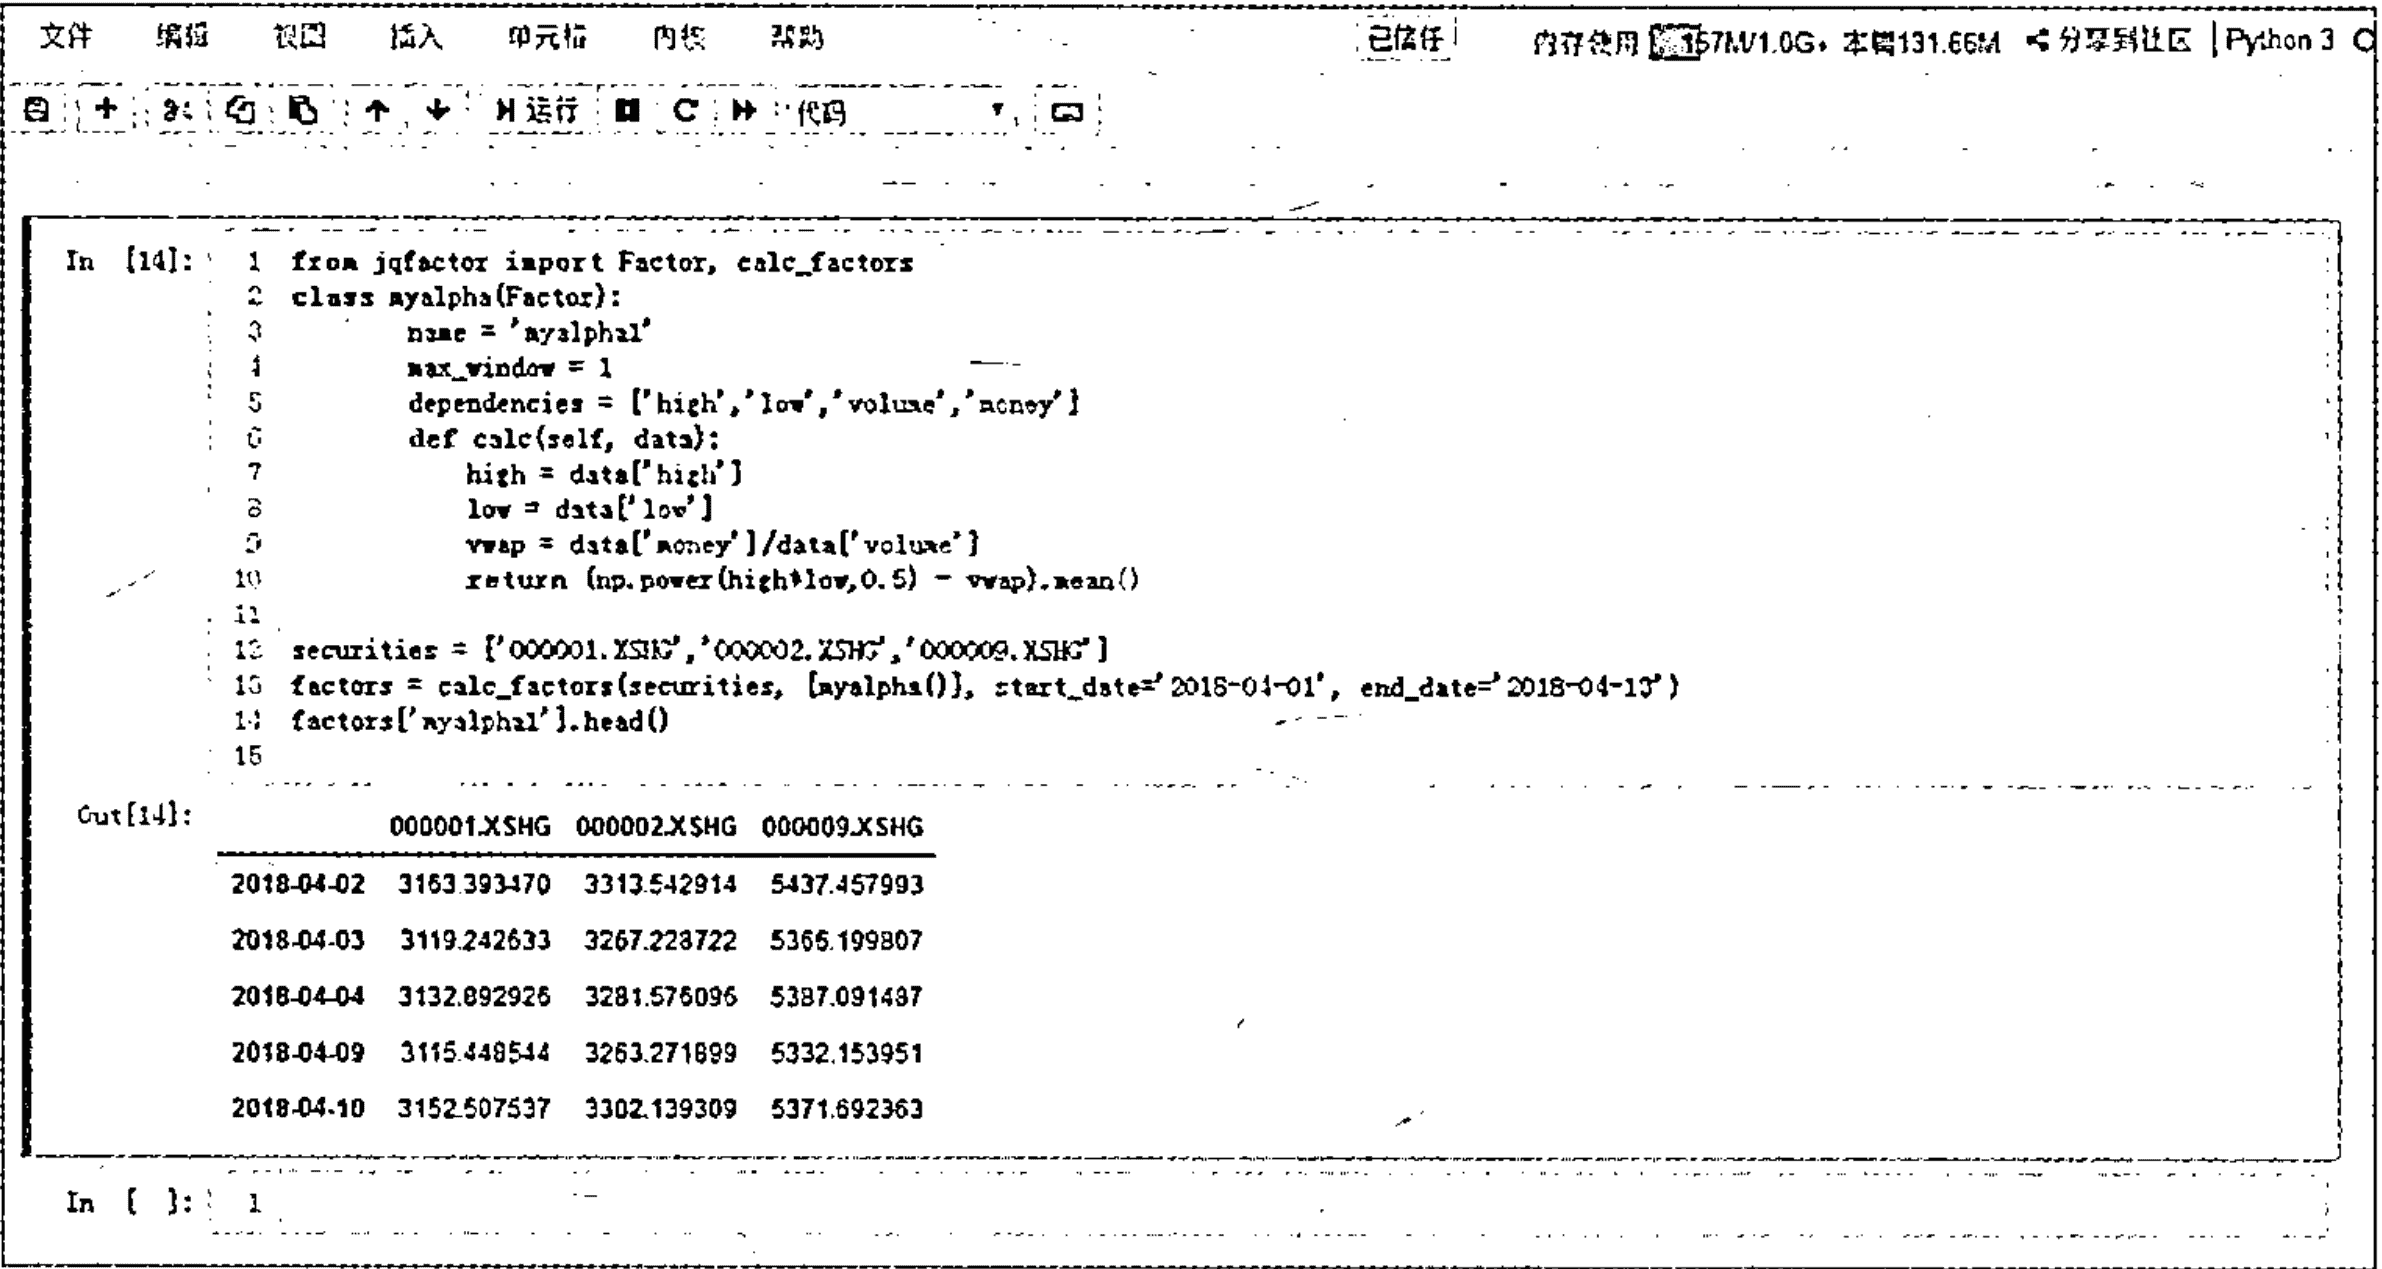 文件 编辑 视图 插入 单元格 内核 帮助 已信任 内存使用 157M/1.0G, 本篇131.66M 分享到社区 Python 3
运行 代码
In [14]:
1 from jqfactor import Factor, calc_factors
2 class myalpha(Factor):
3 name = 'myalpha1'
4 max_window = 1
5 dependencies = ['high','low','volume','money']
6 def calc(self, data):
7 high = data['high']
8 low = data['low']
9 vwap = data['money']/data['volume']
10 return (np.power(high*low,0.5) - vwap).mean()
11
12 securities = ['000001.XSHG','000002.XSHG','000009.XSHG']
13 factors = calc_factors(securities, [myalpha()], start_date='2018-04-01', end_date='2018-04-13')
14 factors['myalpha1'].head()
15
Out[14]:
000001.XSHG 000002.XSHG 000009.XSHG
2018-04-02 3163.393470 3313.542914 5437.457993
2018-04-03 3119.242633 3267.228722 5365.199807
2018-04-04 3132.892926 3281.576096 5387.091487
2018-04-09 3115.448544 3263.271899 5332.153951
2018-04-10 3152.507537 3302.139309 5371.692363
In [ ]: 1